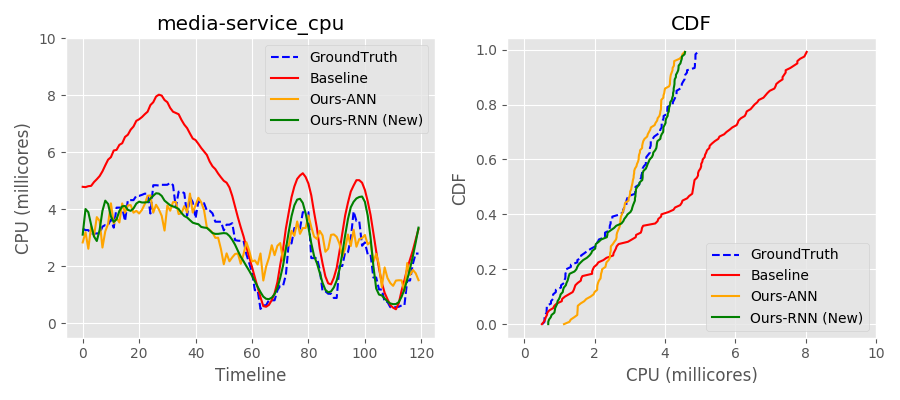 media-service_cpu
CPU (millicores)
10
8
6
4
2
0
0 20 40 60 80 100 120
Timeline
GroundTruth
Baseline
Ours-ANN
Ours-RNN (New)
CDF
CDF
1.0
0.8
0.6
0.4
0.2
0.0
0 2 4 6 8 10
CPU (millicores)
GroundTruth
Baseline
Ours-ANN
Ours-RNN (New)